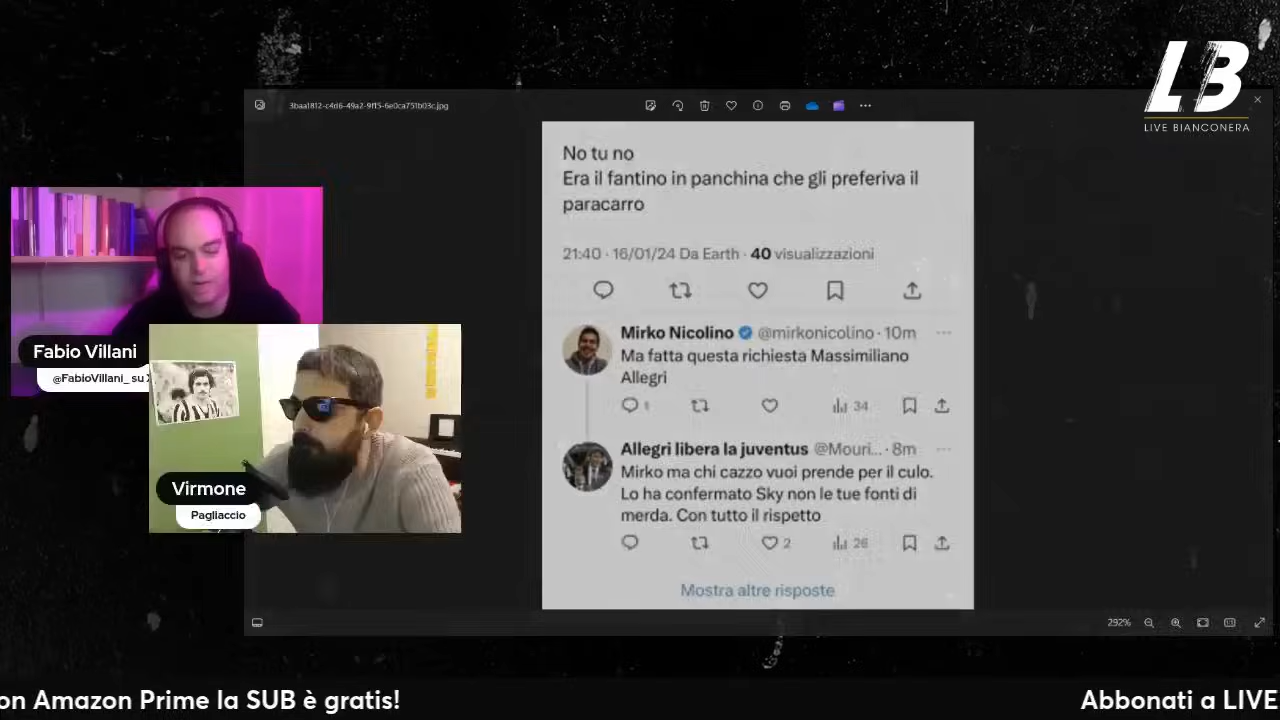 LB
LIVE BIANCONERA
3baa1812-c4d6-49a2-9f15-6e0ca751b03c.jpg
No tu no
Era il fantino in panchina che gli preferiva il
paracarro
21:40 · 16/01/24 Da Earth · 40 visualizzazioni
Mirko Nicolino @mirkonicolino · 10m
Ma fatta questa richiesta Massimiliano
Allegri
1 34
Allegri libera la juventus @Mouri... · 8m
Mirko ma chi cazzo vuoi prende per il culo.
Lo ha confermato Sky non le tue fonti di
merda. Con tutto il rispetto
2 26
Mostra altre risposte
Fabio Villani
@FabioVillani_ su X
Virmone
Pagliaccio
292%
on Amazon Prime la SUB è gratis!
Abbonati a LIVE